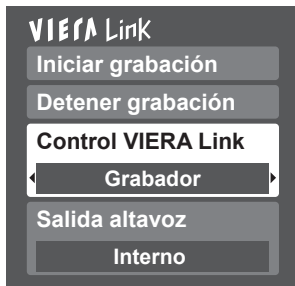 VIERA Link
Iniciar grabación
Detener grabación
Control VIERA Link
Grabador
Salida altavoz
Interno